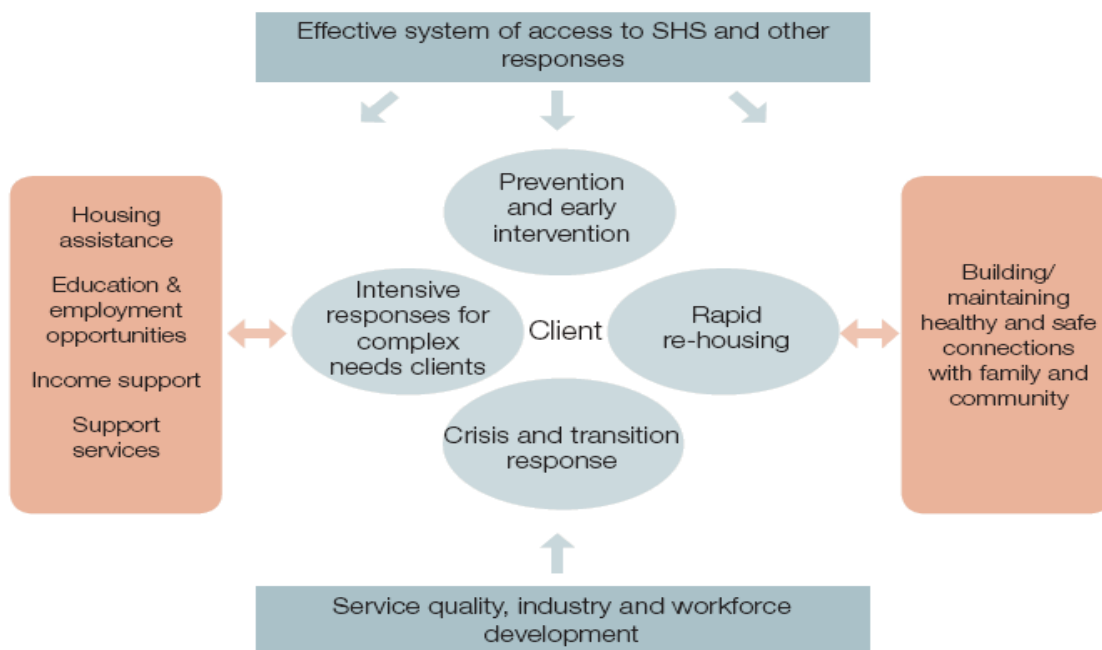 Effective system of access to SHS and other
responses
Prevention
and early
intervention
Housing
assistance
Education &
employment
opportunities
Income support
Support
services
Intensive
responses for
complex
needs clients
Client
Rapid
re-housing
Building/
maintaining
healthy and safe
connections
with family and
community
Crisis and transition
response
Service quality, industry and workforce
development